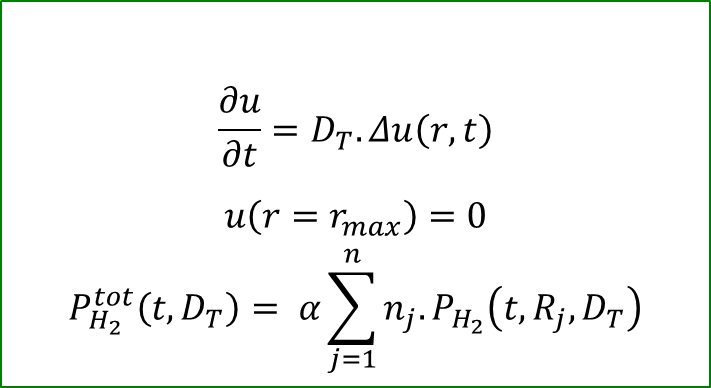 ∂u/∂t = D_T. Δu(r, t)
u(r = r_max) = 0
P_{H_2}^{tot}(t, D_T) = α ∑_{j=1}^{n} n_j. P_{H_2}(t, R_j, D_T)